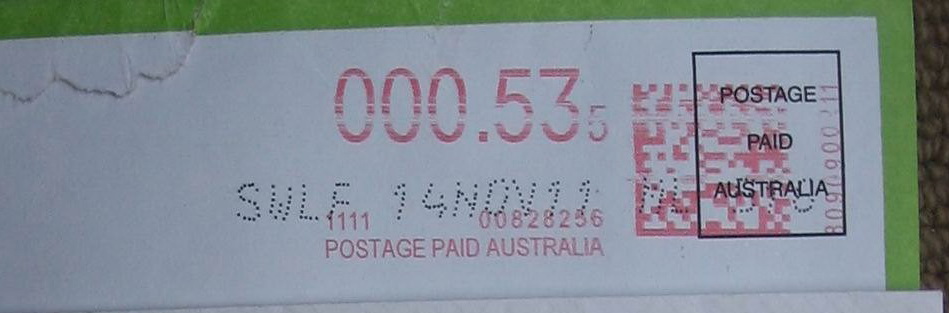 000.535
POSTAGE
PAID
AUSTRALIA
SWLF 14NOV11
1111 00828256
POSTAGE PAID AUSTRALIA